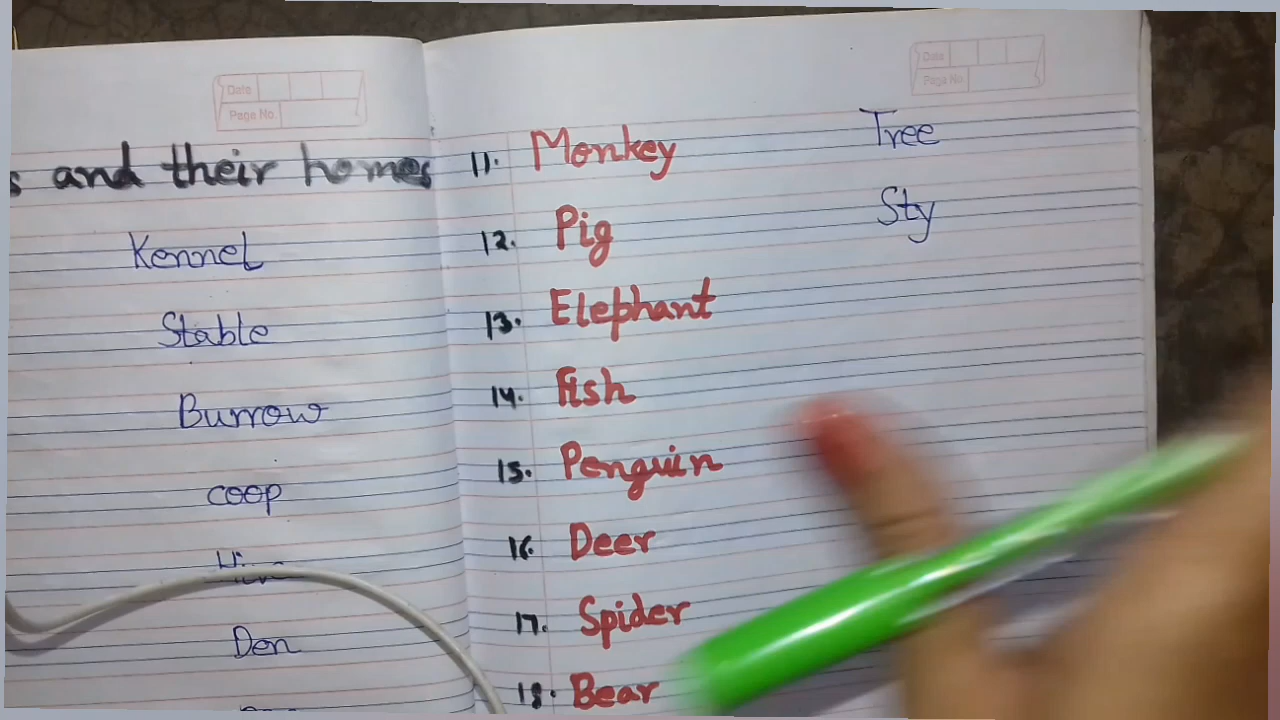 Date
Page No.
s and their homes
Kennel
Stable
Burrow
coop
Den
Date
Page No.
11. Monkey Tree
12. Pig Sty
13. Elephant
14. Fish
15. Penguin
16. Deer
17. Spider
18. Bear